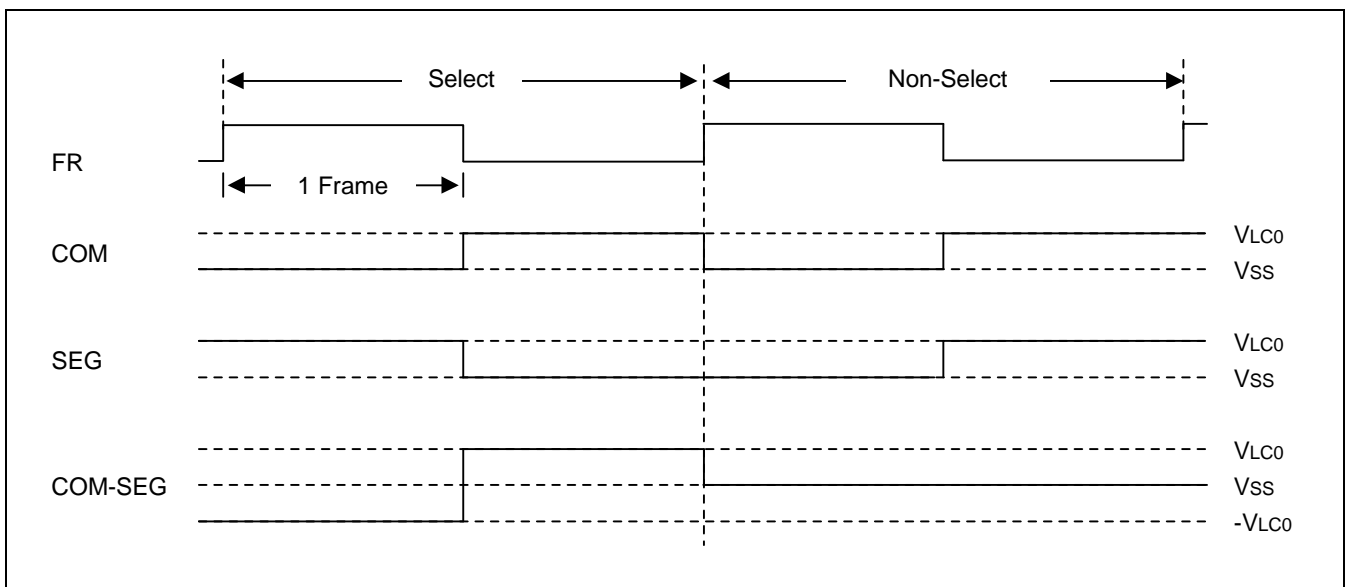 Select
Non-Select
FR
1 Frame
COM
VLC0
VSS
SEG
VLC0
VSS
COM-SEG
VLC0
VSS
-VLC0